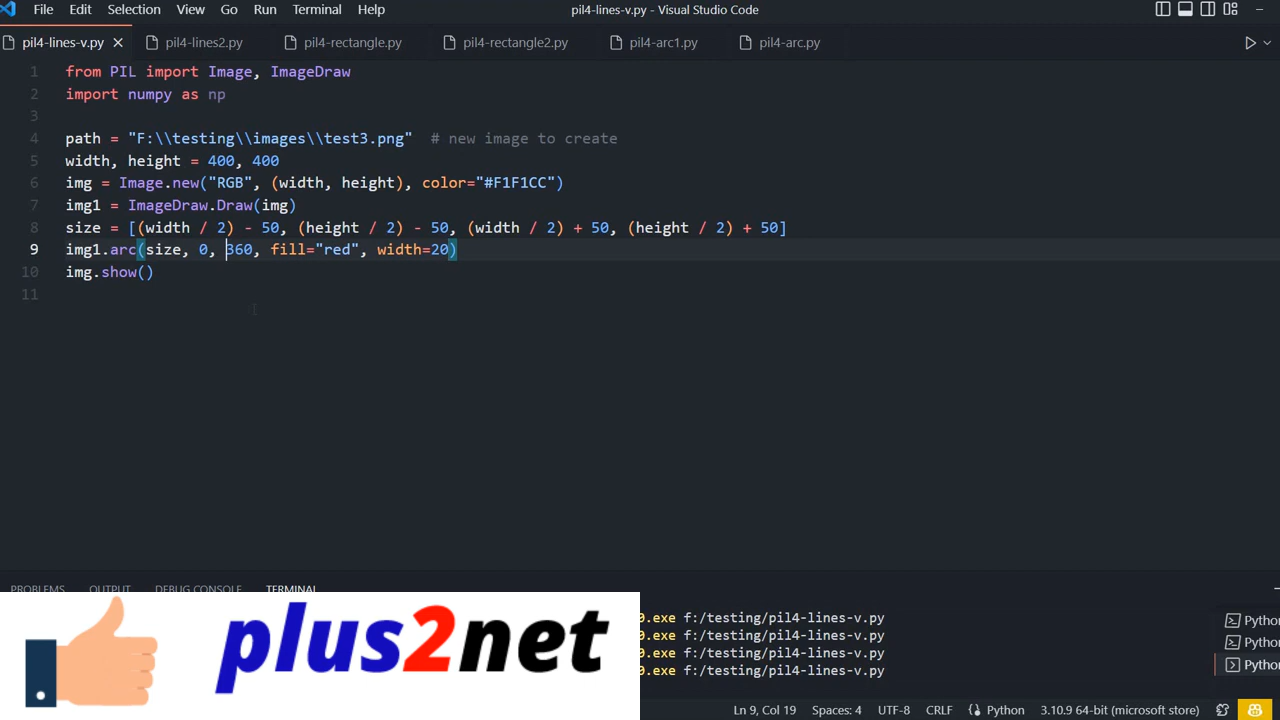 File Edit Selection View Go Run Terminal Help pil4-lines-v.py - Visual Studio Code
pil4-lines-v.py pil4-lines2.py pil4-rectangle.py pil4-rectangle2.py pil4-arc1.py pil4-arc.py
1 from PIL import Image, ImageDraw
2 import numpy as np
3
4 path = "F:\\testing\\images\\test3.png"  # new image to create
5 width, height = 400, 400
6 img = Image.new("RGB", (width, height), color="#F1F1CC")
7 img1 = ImageDraw.Draw(img)
8 size = [(width / 2) - 50, (height / 2) - 50, (width / 2) + 50, (height / 2) + 50]
9 img1.arc(size, 0, 360, fill="red", width=20)
10 img.show()
11
PROBLEMS OUTPUT DEBUG CONSOLE TERMINAL
0.exe f:/testing/pil4-lines-v.py
0.exe f:/testing/pil4-lines-v.py
0.exe f:/testing/pil4-lines-v.py
0.exe f:/testing/pil4-lines-v.py
Pytho
Pytho
Pytho
plus2net
Ln 9, Col 19 Spaces: 4 UTF-8 CRLF Python 3.10.9 64-bit (microsoft store)